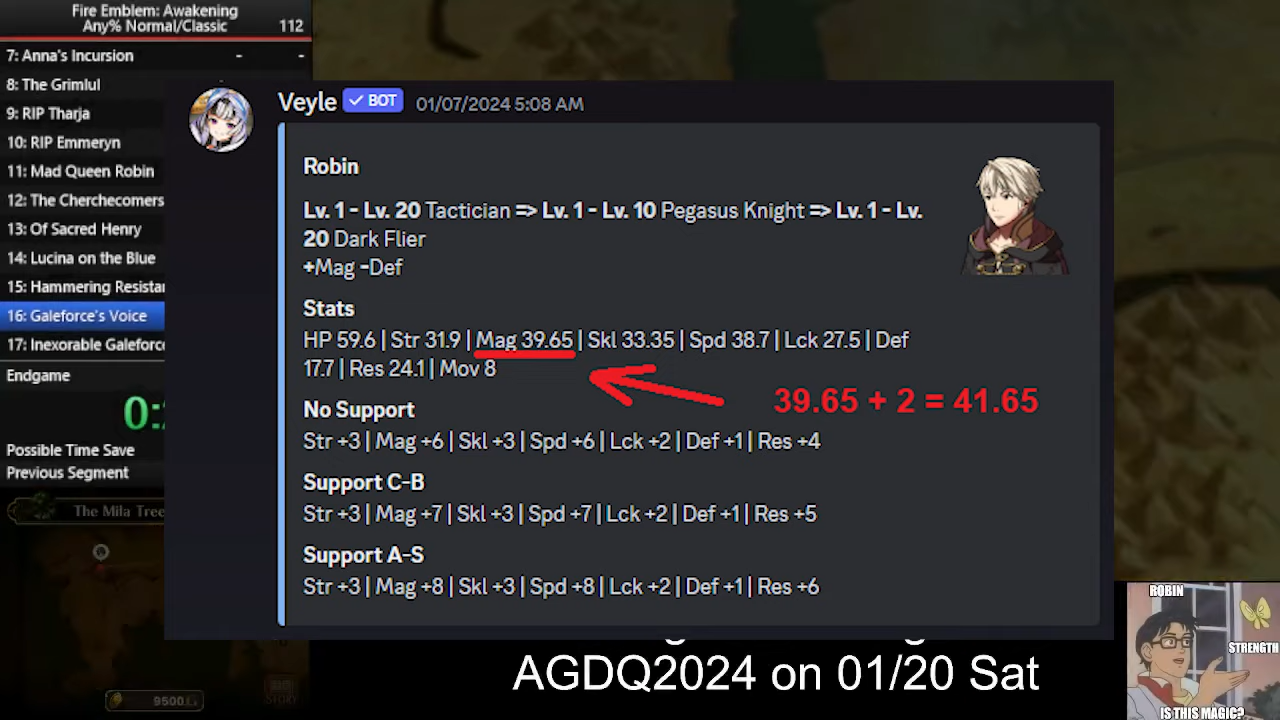 Fire Emblem: Awakening
Any% Normal/Classic
112
7: Anna's Incursion - -
8: The Grimlul
9: RIP Tharja
10: RIP Emmeryn
11: Mad Queen Robin
12: The Cherchecomers
13: Of Sacred Henry
14: Lucina on the Blue
15: Hammering Resistan
16: Galeforce's Voice
17: Inexorable Galeforce
Endgame
0:
Possible Time Save
Previous Segment
The Mila Tree
9500
Veyle BOT 01/07/2024 5:08 AM
Robin
Lv. 1 - Lv. 20 Tactician => Lv. 1 - Lv. 10 Pegasus Knight => Lv. 1 - Lv.
20 Dark Flier
+Mag -Def
Stats
HP 59.6 | Str 31.9 | Mag 39.65 | Skl 33.35 | Spd 38.7 | Lck 27.5 | Def
17.7 | Res 24.1 | Mov 8
39.65 + 2 = 41.65
No Support
Str +3 | Mag +6 | Skl +3 | Spd +6 | Lck +2 | Def +1 | Res +4
Support C-B
Str +3 | Mag +7 | Skl +3 | Spd +7 | Lck +2 | Def +1 | Res +5
Support A-S
Str +3 | Mag +8 | Skl +3 | Spd +8 | Lck +2 | Def +1 | Res +6
AGDQ2024 on 01/20 Sat
ROBIN
STRENGTH
IS THIS MAGIC?